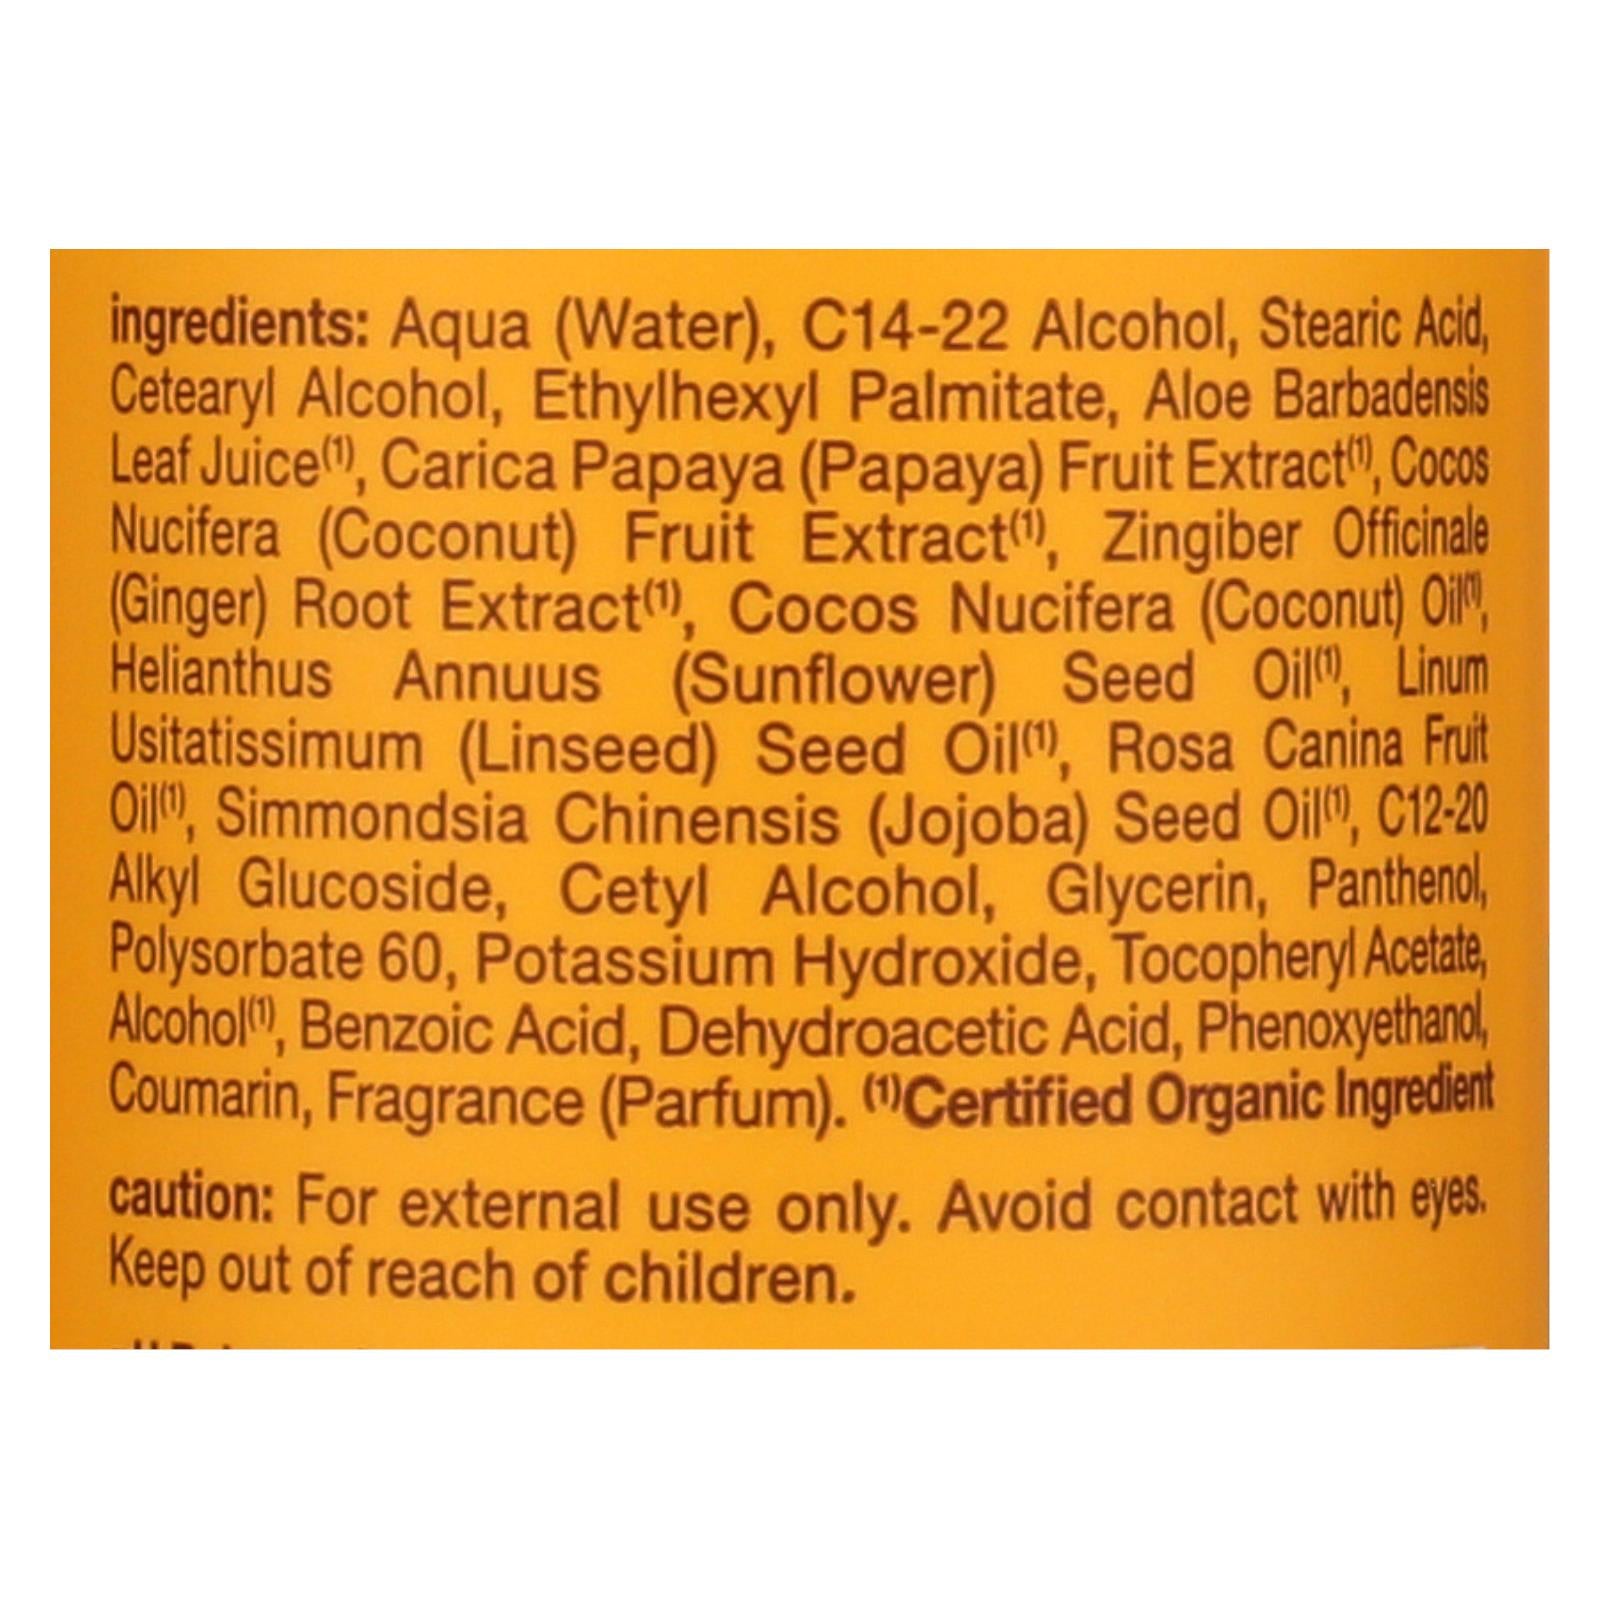 ingredients: Aqua (Water), C14-22 Alcohol, Stearic Acid,
Cetearyl Alcohol, Ethylhexyl Palmitate, Aloe Barbadensis
Leaf Juice(1), Carica Papaya (Papaya) Fruit Extract(1), Cocos
Nucifera (Coconut) Fruit Extract(1), Zingiber Officinale
(Ginger) Root Extract(1), Cocos Nucifera (Coconut) Oil(1),
Helianthus Annuus (Sunflower) Seed Oil(1), Linum
Usitatissimum (Linseed) Seed Oil(1), Rosa Canina Fruit
Oil(1), Simmondsia Chinensis (Jojoba) Seed Oil(1), C12-20
Alkyl Glucoside, Cetyl Alcohol, Glycerin, Panthenol,
Polysorbate 60, Potassium Hydroxide, Tocopheryl Acetate,
Alcohol(1), Benzoic Acid, Dehydroacetic Acid, Phenoxyethanol,
Coumarin, Fragrance (Parfum). (1)Certified Organic Ingredient
caution: For external use only. Avoid contact with eyes.
Keep out of reach of children.